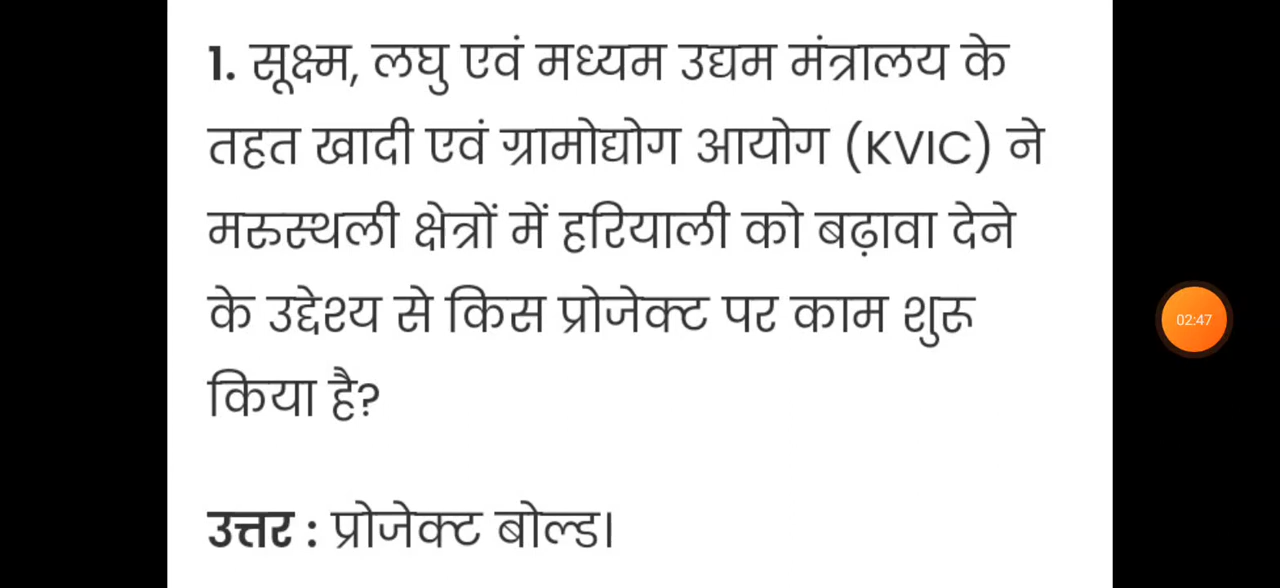 1. सूक्ष्म, लघु एवं मध्यम उद्यम मंत्रालय के
तहत खादी एवं ग्रामोद्योग आयोग (KVIC) ने
मरुस्थली क्षेत्रों में हरियाली को बढ़ावा देने
के उद्देश्य से किस प्रोजेक्ट पर काम शुरू
किया है?
उत्तर : प्रोजेक्ट बोल्ड।
02:47